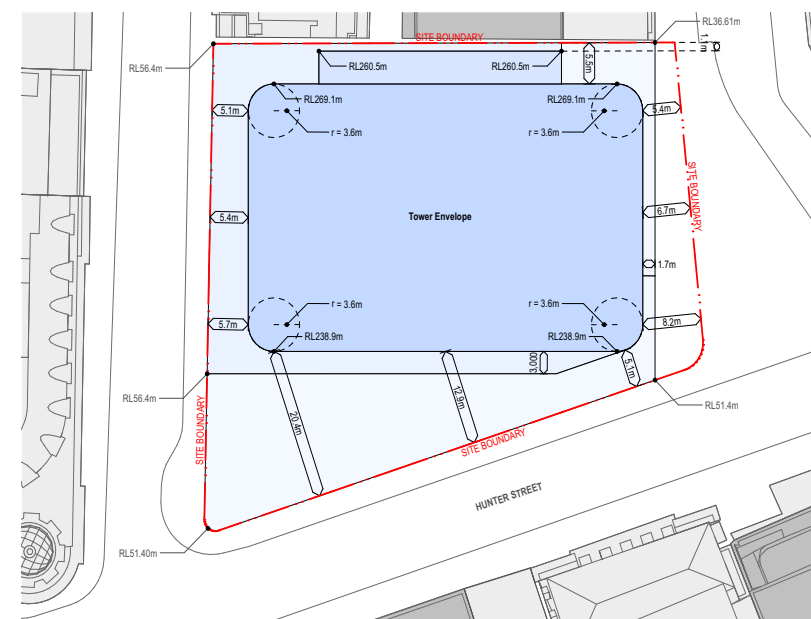 RL36.61m
SITE BOUNDARY
1.1m
5.5m
RL56.4m
RL260.5m
RL260.5m
RL269.1m
RL269.1m
5.1m
5.4m
r = 3.6m
r = 3.6m
SITE BOUNDARY
Tower Envelope
5.4m
6.7m
1.7m
r = 3.6m
r = 3.6m
5.7m
8.2m
RL238.9m
RL238.9m
3,000
5.1m
RL56.4m
12.9m
RL51.4m
20.4m
SITE BOUNDARY
SITE BOUNDARY
HUNTER STREET
RL51.40m